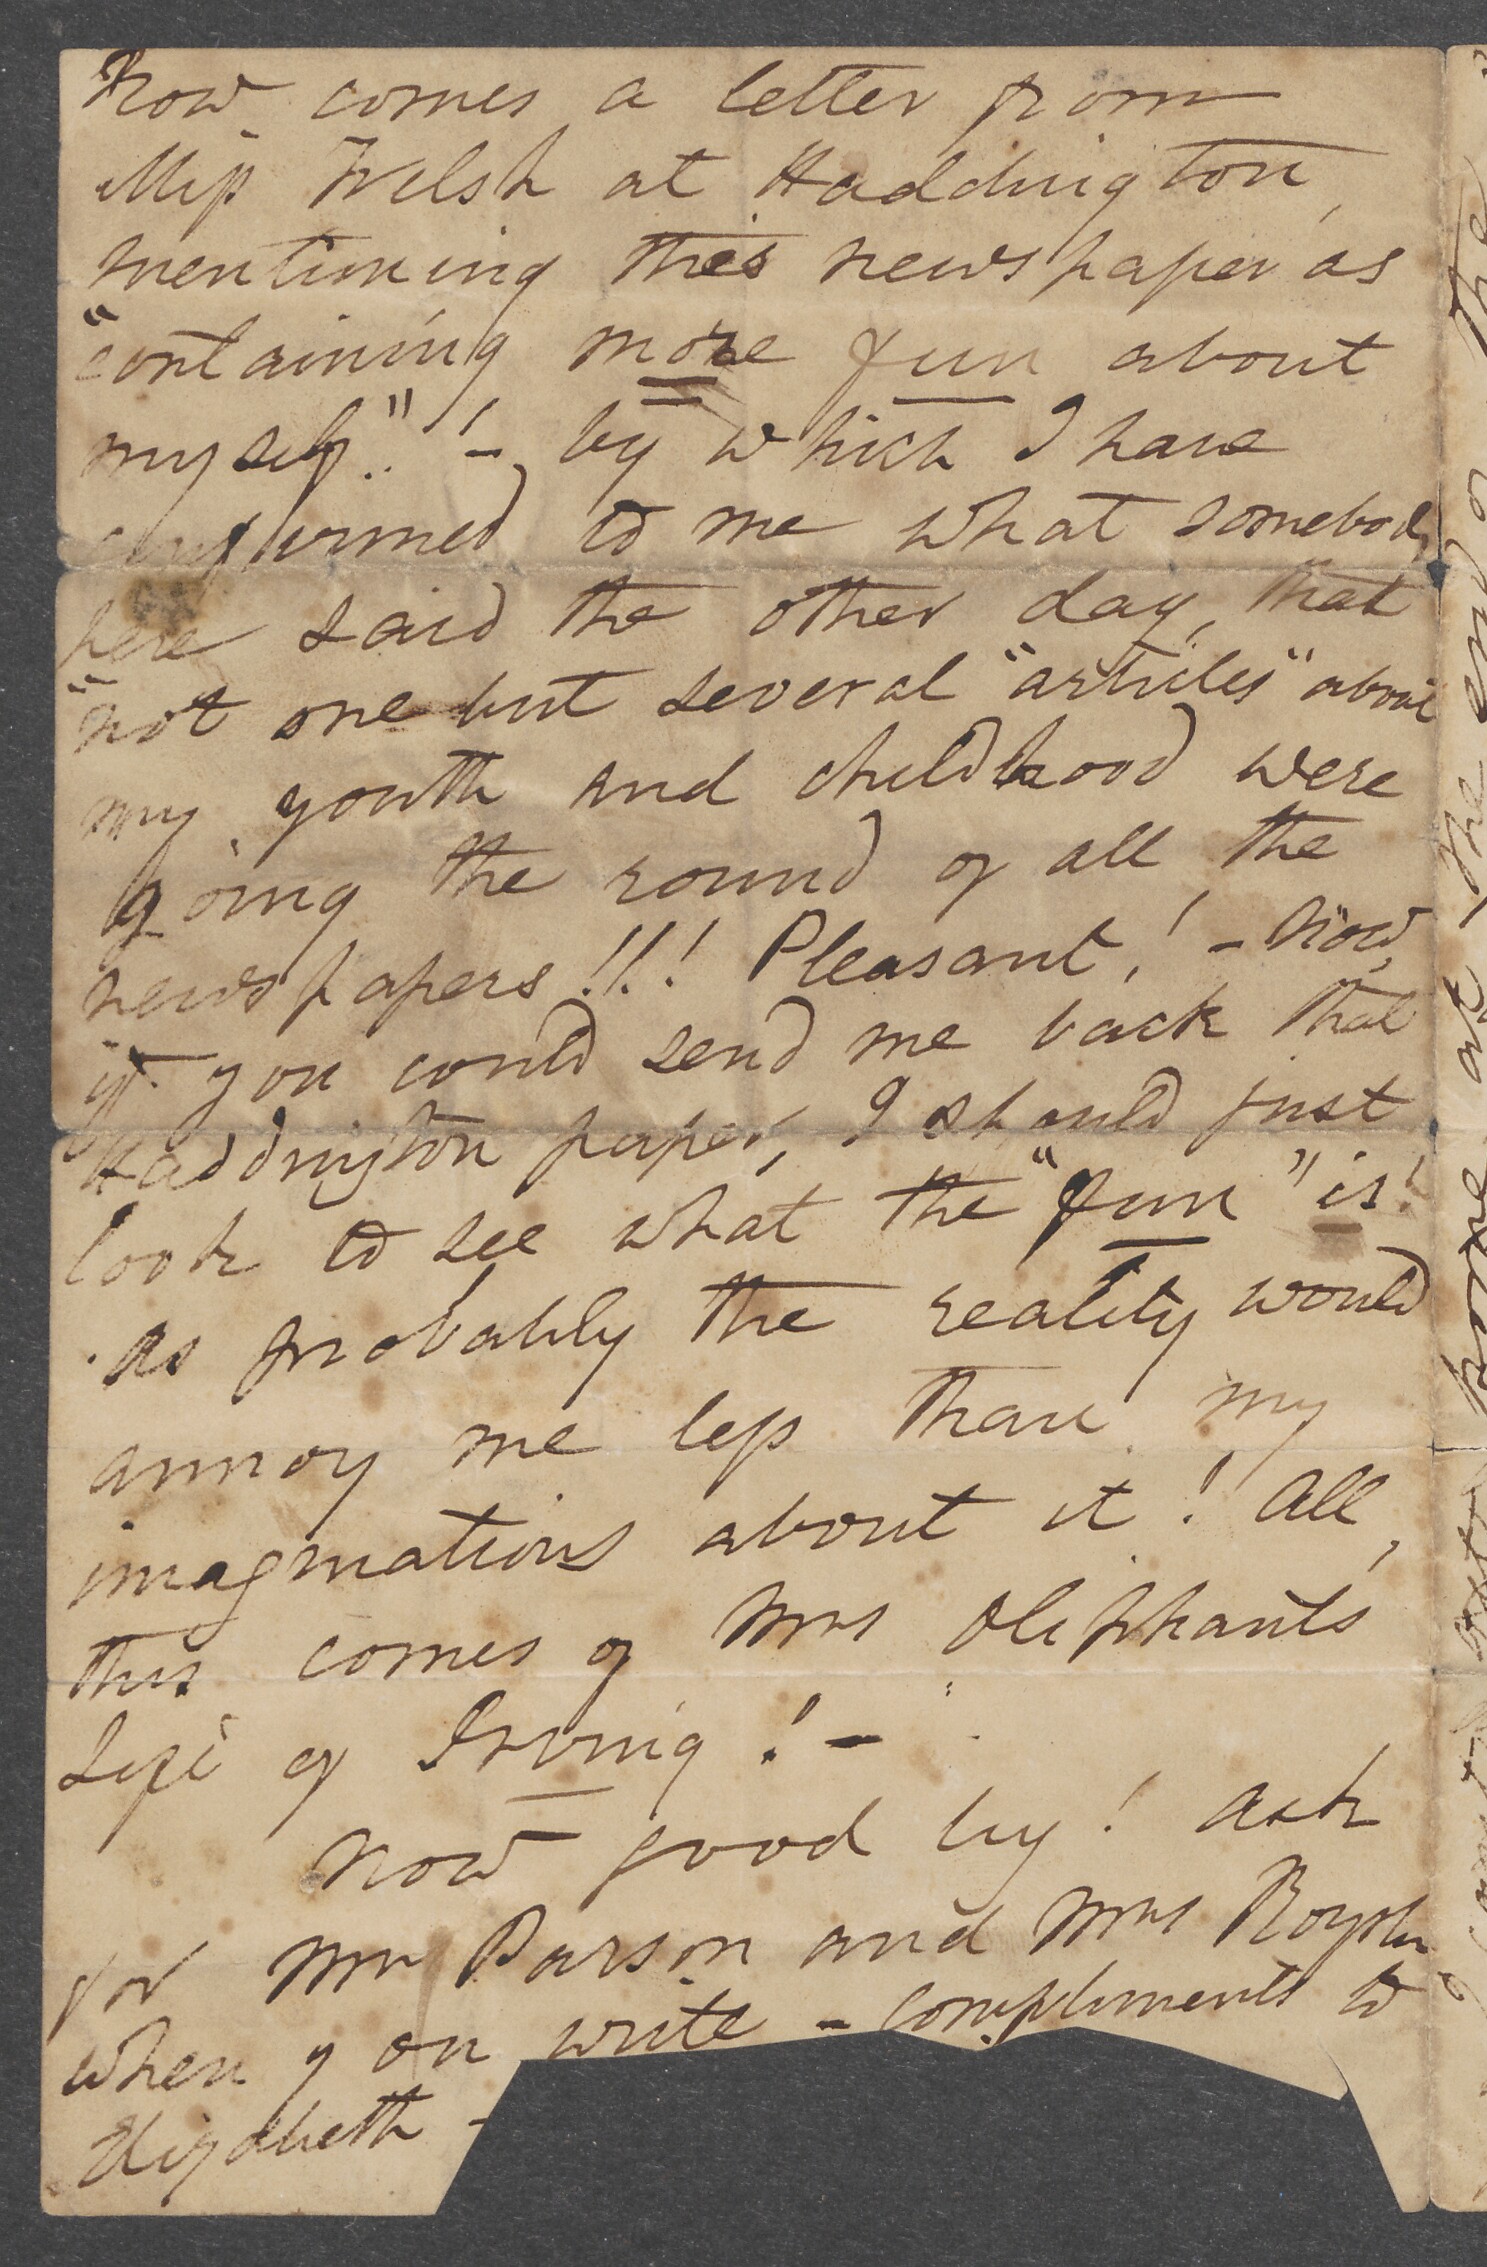 Now comes a letter from
Miss Welsh at Haddington,
mentioning this newspaper as
"containing more fun about
myself"! – by which I have
confirmed to me what somebody
here said the other day, that
"not one but several "articles" about
my youth and childhood were
going the round of all the
newspapers!!! Pleasant! – Now,
if you could send me back that
Haddington paper, I should just
look to see what the "fun" is!
as probably the reality would
annoy me less than my
imaginations about it! All,
this comes of Mrs Oliphants
Life of Irving! –
Now good by! Ask
for Mr Barson and Mrs Royston
when you write – compliments to
Elizabeth –
at the end of the